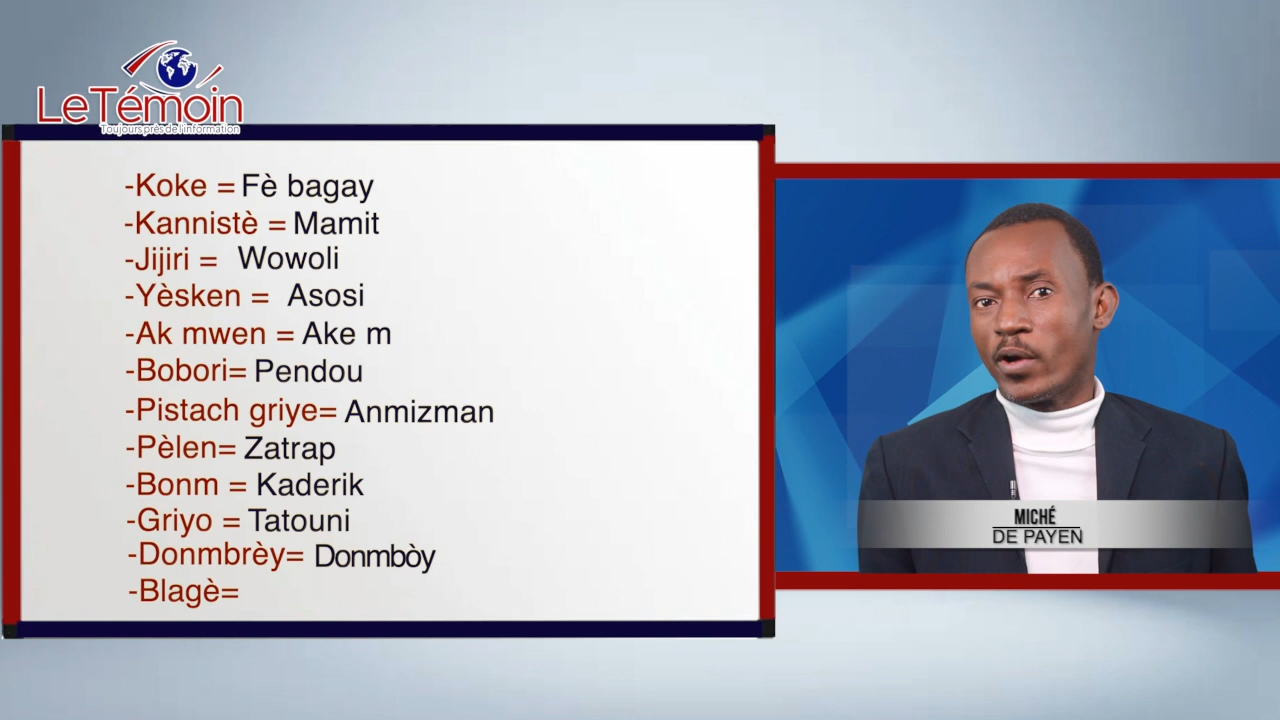 LeTémoin
Toujours près de l'information
-Koke = Fè bagay
-Kannistè = Mamit
-Jijiri = Wowoli
-Yèsken = Asosi
-Ak mwen = Ake m
-Bobori= Pendou
-Pistach griye= Anmizman
-Pèlen= Zatrap
-Bonm = Kaderik
-Griyo = Tatouni
-Donmbrèy= Donmbòy
-Blagè=
MICHÉ
DE PAYEN